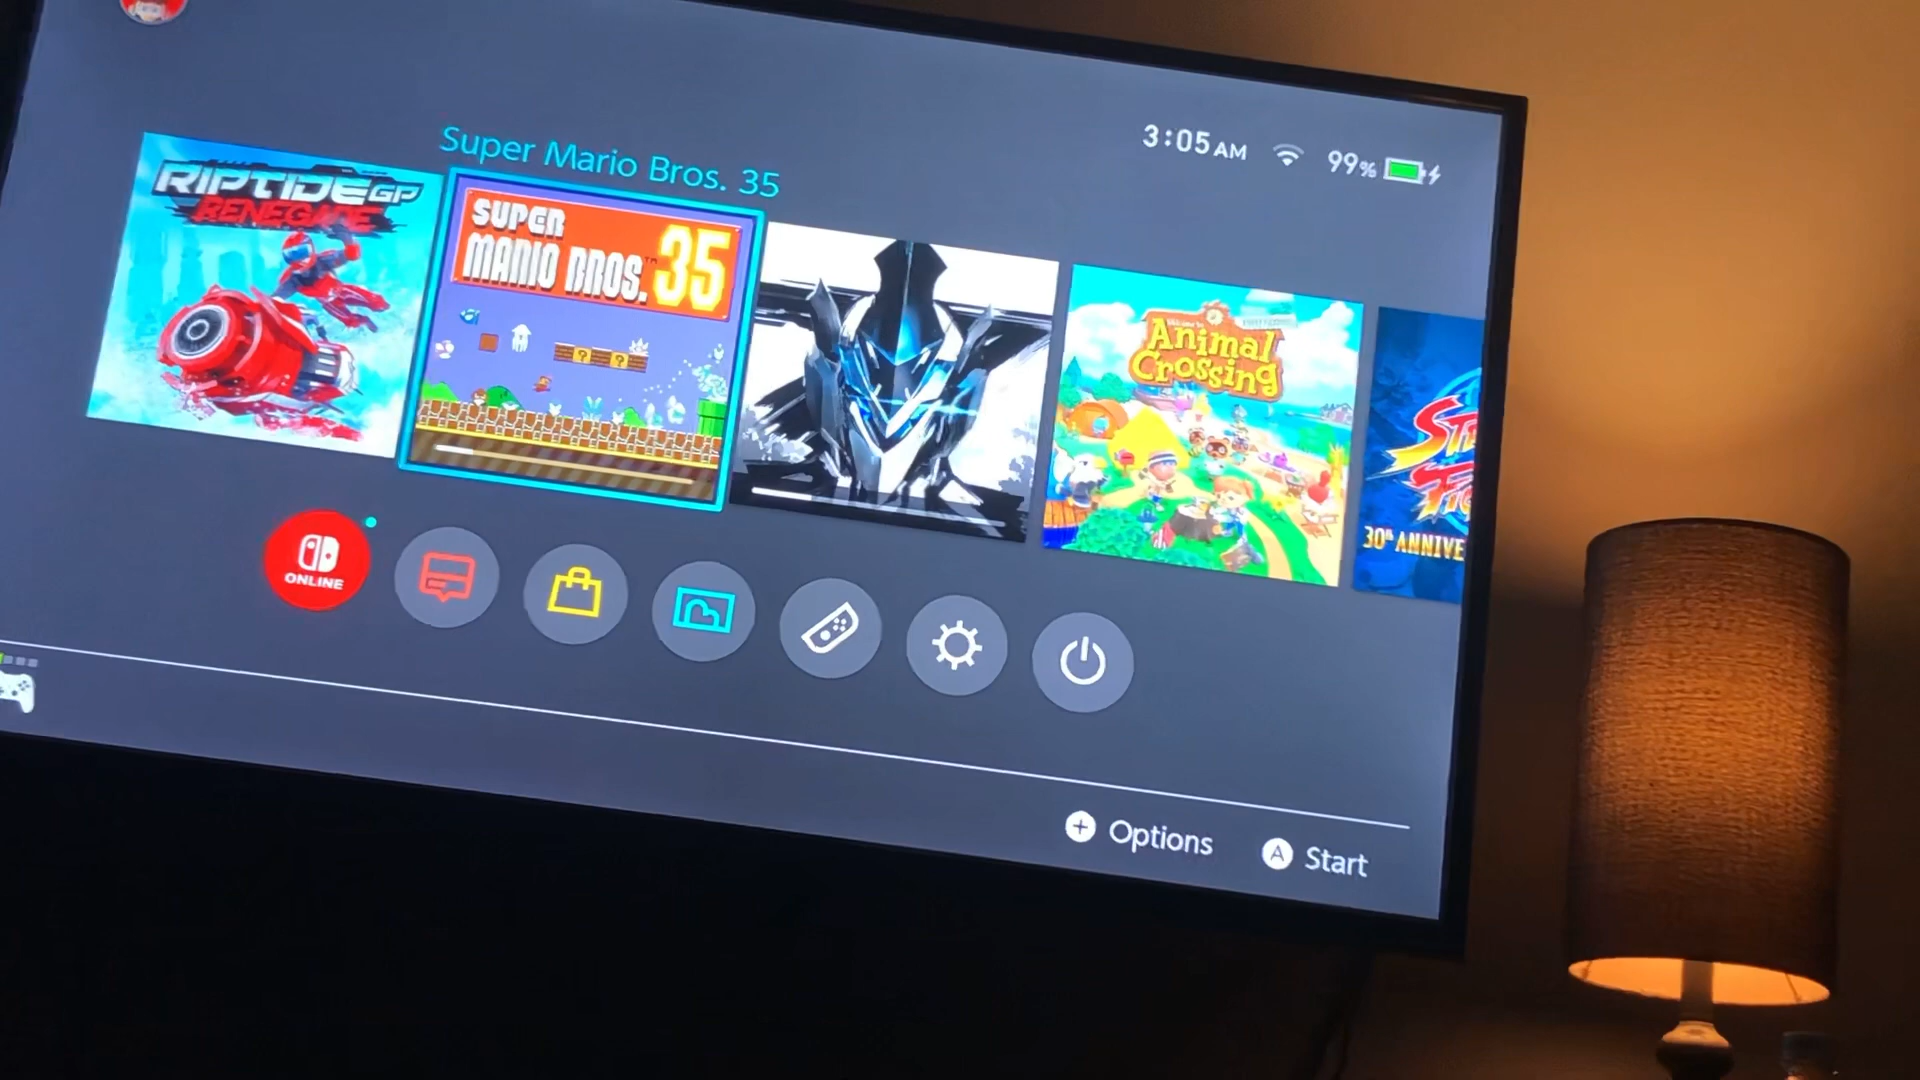 3:05 AM
99%
Super Mario Bros. 35
RIPTIDE GP
RENEGADE
SUPER
MARIO BROS.™ 35
Animal
Crossing
30th ANNIVE
ONLINE
+ Options
A Start